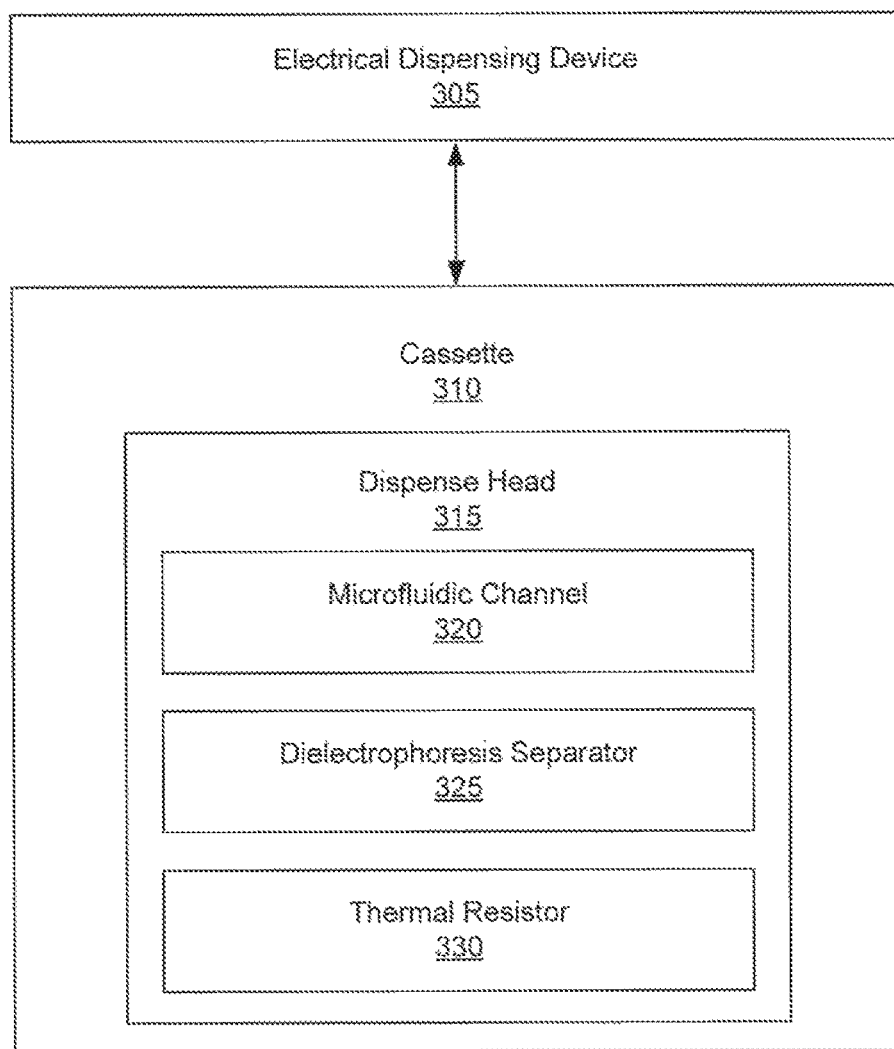 Electrical Dispensing Device
305
Cassette
310
Dispense Head
315
Microfluidic Channel
320
Dielectrophoresis Separator
325
Thermal Resistor
330